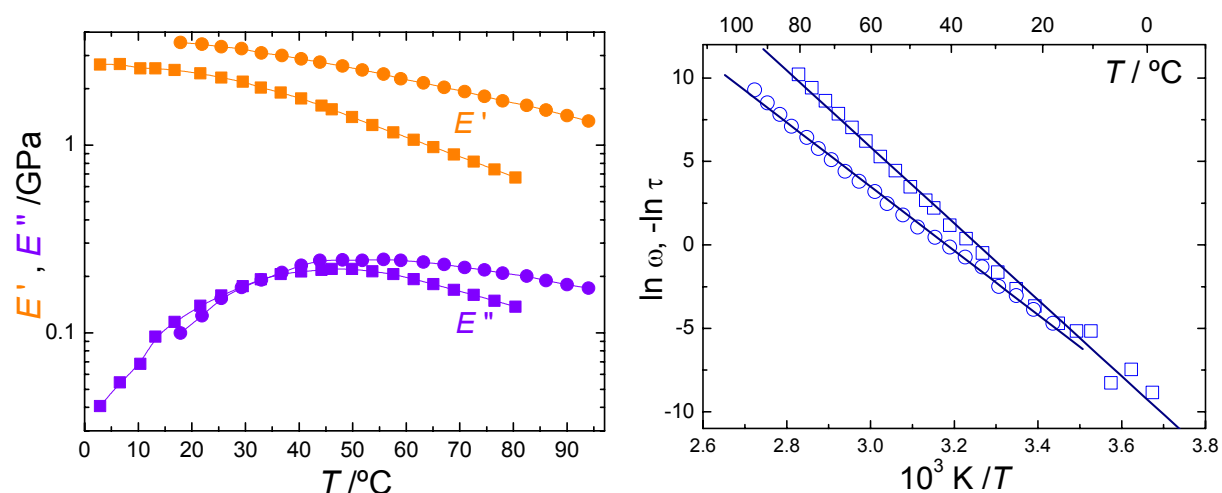 E', E" /GPa
1
0.1
E'
E"
0 10 20 30 40 50 60 70 80 90
T /ºC
100 80 60 40 20 0
T / ºC
ln ω, -ln τ
10
5
0
-5
-10
2.6 2.8 3.0 3.2 3.4 3.6 3.8
10³ K /T